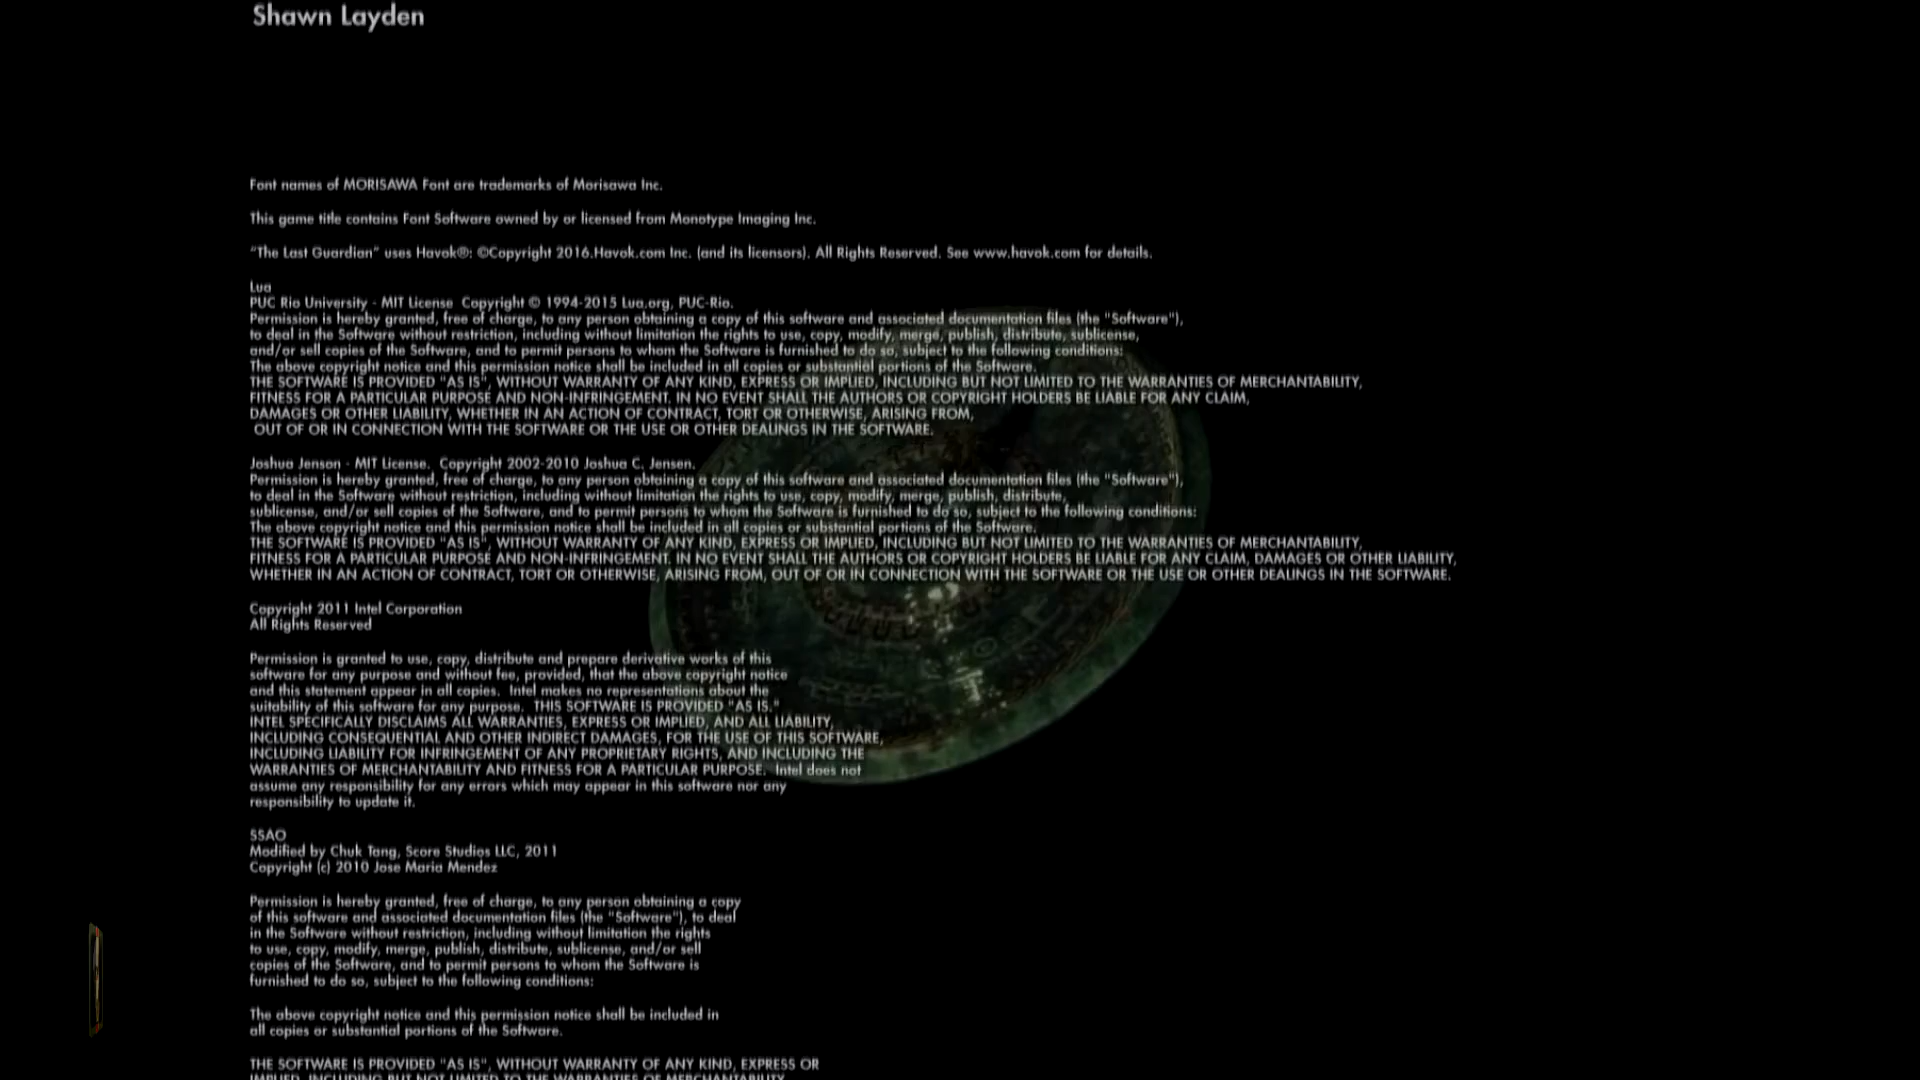 Shawn Layden
Font names of MORISAWA Font are trademarks of Morisawa Inc.
This game title contains Font Software owned by or licensed from Monotype Imaging Inc.
"The Last Guardian" uses Havok®: ©Copyright 2016.Havok.com Inc. (and its licensors). All Rights Reserved. See www.havok.com for details.
Lua
PUC Rio University - MIT License  Copyright © 1994-2015 Lua.org, PUC-Rio.
Permission is hereby granted, free of charge, to any person obtaining a copy of this software and associated documentation files (the "Software"),
to deal in the Software without restriction, including without limitation the rights to use, copy, modify, merge, publish, distribute, sublicense,
and/or sell copies of the Software, and to permit persons to whom the Software is furnished to do so, subject to the following conditions:
The above copyright notice and this permission notice shall be included in all copies or substantial portions of the Software.
THE SOFTWARE IS PROVIDED "AS IS", WITHOUT WARRANTY OF ANY KIND, EXPRESS OR IMPLIED, INCLUDING BUT NOT LIMITED TO THE WARRANTIES OF MERCHANTABILITY,
FITNESS FOR A PARTICULAR PURPOSE AND NON-INFRINGEMENT. IN NO EVENT SHALL THE AUTHORS OR COPYRIGHT HOLDERS BE LIABLE FOR ANY CLAIM,
DAMAGES OR OTHER LIABILITY, WHETHER IN AN ACTION OF CONTRACT, TORT OR OTHERWISE, ARISING FROM,
OUT OF OR IN CONNECTION WITH THE SOFTWARE OR THE USE OR OTHER DEALINGS IN THE SOFTWARE.
Joshua Jenson - MIT License.  Copyright 2002-2010 Joshua C. Jensen.
Permission is hereby granted, free of charge, to any person obtaining a copy of this software and associated documentation files (the "Software"),
to deal in the Software without restriction, including without limitation the rights to use, copy, modify, merge, publish, distribute,
sublicense, and/or sell copies of the Software, and to permit persons to whom the Software is furnished to do so, subject to the following conditions:
The above copyright notice and this permission notice shall be included in all copies or substantial portions of the Software.
THE SOFTWARE IS PROVIDED "AS IS", WITHOUT WARRANTY OF ANY KIND, EXPRESS OR IMPLIED, INCLUDING BUT NOT LIMITED TO THE WARRANTIES OF MERCHANTABILITY,
FITNESS FOR A PARTICULAR PURPOSE AND NON-INFRINGEMENT. IN NO EVENT SHALL THE AUTHORS OR COPYRIGHT HOLDERS BE LIABLE FOR ANY CLAIM, DAMAGES OR OTHER LIABILITY,
WHETHER IN AN ACTION OF CONTRACT, TORT OR OTHERWISE, ARISING FROM, OUT OF OR IN CONNECTION WITH THE SOFTWARE OR THE USE OR OTHER DEALINGS IN THE SOFTWARE.
Copyright 2011 Intel Corporation
All Rights Reserved
Permission is granted to use, copy, distribute and prepare derivative works of this
software for any purpose and without fee, provided, that the above copyright notice
and this statement appear in all copies.  Intel makes no representations about the
suitability of this software for any purpose.  THIS SOFTWARE IS PROVIDED "AS IS."
INTEL SPECIFICALLY DISCLAIMS ALL WARRANTIES, EXPRESS OR IMPLIED, AND ALL LIABILITY,
INCLUDING CONSEQUENTIAL AND OTHER INDIRECT DAMAGES, FOR THE USE OF THIS SOFTWARE,
INCLUDING LIABILITY FOR INFRINGEMENT OF ANY PROPRIETARY RIGHTS, AND INCLUDING THE
WARRANTIES OF MERCHANTABILITY AND FITNESS FOR A PARTICULAR PURPOSE.  Intel does not
assume any responsibility for any errors which may appear in this software nor any
responsibility to update it.
SSAO
Modified by Chuk Tang, Score Studios LLC, 2011
Copyright (c) 2010 Jose Maria Mendez
Permission is hereby granted, free of charge, to any person obtaining a copy
of this software and associated documentation files (the "Software"), to deal
in the Software without restriction, including without limitation the rights
to use, copy, modify, merge, publish, distribute, sublicense, and/or sell
copies of the Software, and to permit persons to whom the Software is
furnished to do so, subject to the following conditions:
The above copyright notice and this permission notice shall be included in
all copies or substantial portions of the Software.
THE SOFTWARE IS PROVIDED "AS IS", WITHOUT WARRANTY OF ANY KIND, EXPRESS OR
IMPLIED, INCLUDING BUT NOT LIMITED TO THE WARRANTIES OF MERCHANTABILITY,